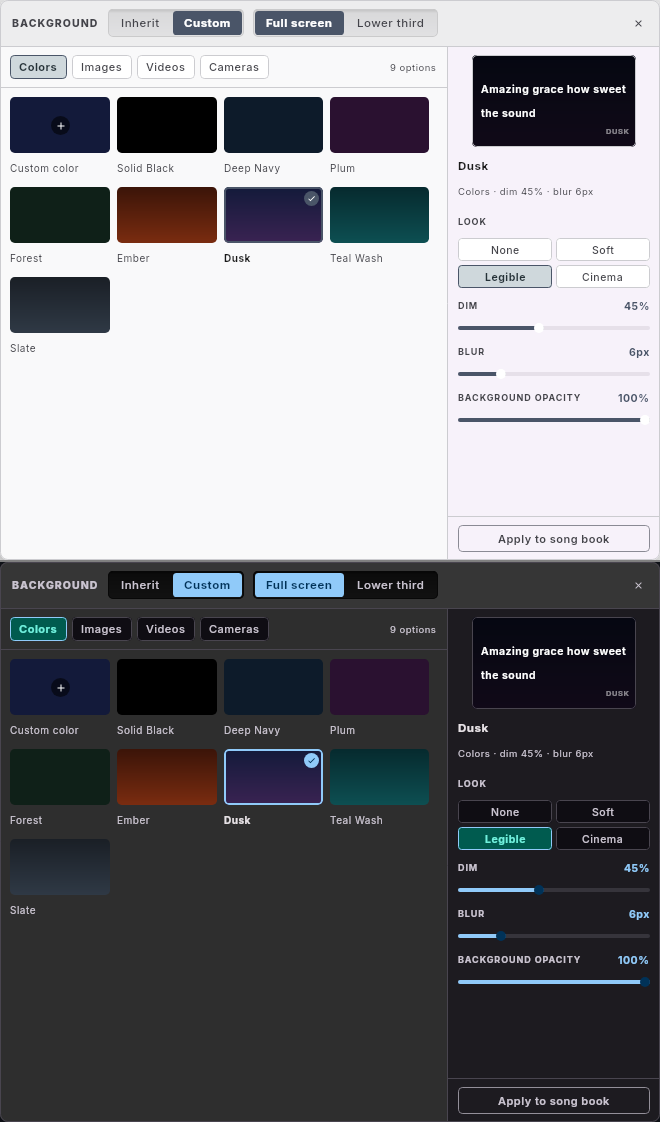 BACKGROUND Inherit Custom Full screen Lower third ×
Colors Images Videos Cameras 9 options
Custom color Solid Black Deep Navy Plum
Forest Ember Dusk Teal Wash
Slate
Amazing grace how sweet
the sound
DUSK
Dusk
Colors · dim 45% · blur 6px
LOOK
None Soft
Legible Cinema
DIM 45%
BLUR 6px
BACKGROUND OPACITY 100%
Apply to song book
BACKGROUND Inherit Custom Full screen Lower third ×
Colors Images Videos Cameras 9 options
Custom color Solid Black Deep Navy Plum
Forest Ember Dusk Teal Wash
Slate
Amazing grace how sweet
the sound
DUSK
Dusk
Colors · dim 45% · blur 6px
LOOK
None Soft
Legible Cinema
DIM 45%
BLUR 6px
BACKGROUND OPACITY 100%
Apply to song book